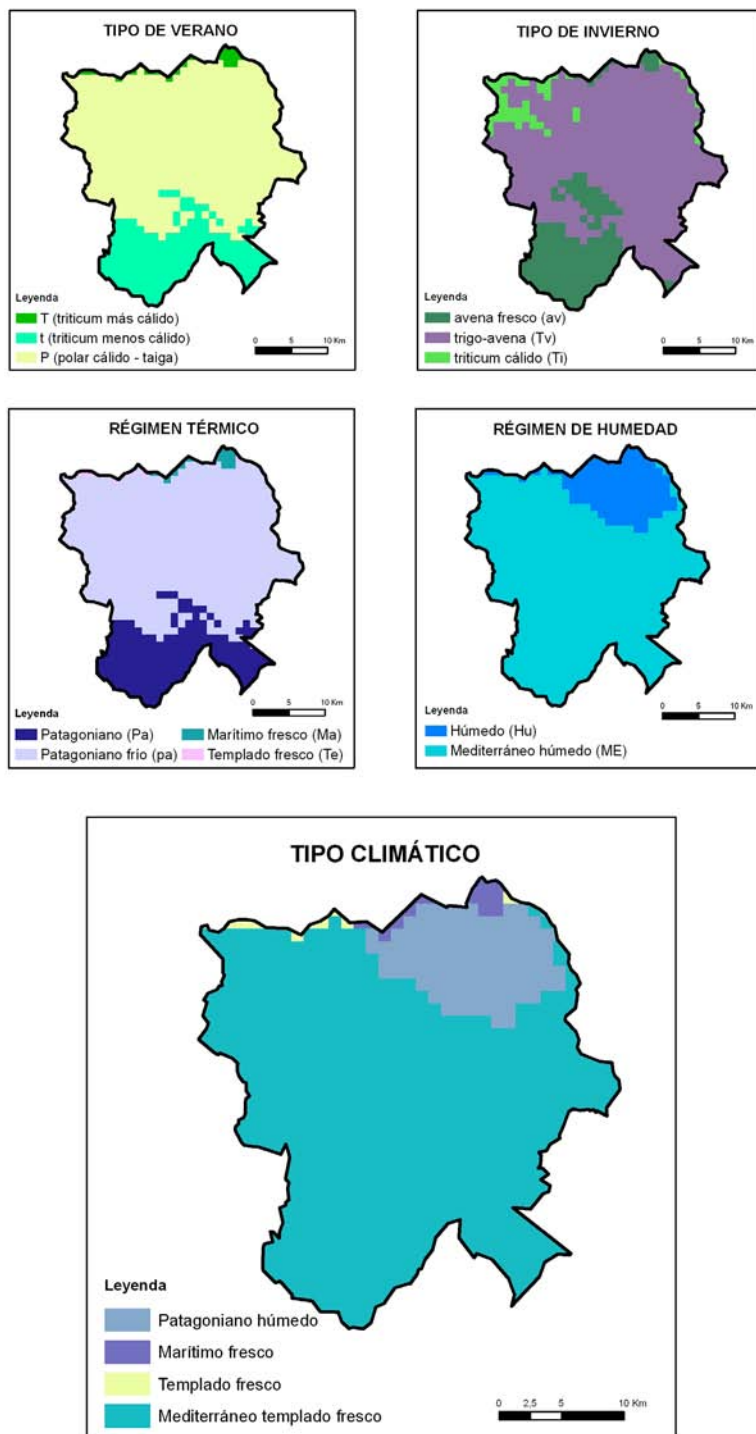 TIPO DE VERANO
Leyenda
T (triticum más cálido)
t (triticum menos cálido)
P (polar cálido - taiga)
0 5 10 Km
TIPO DE INVIERNO
Leyenda
avena fresco (av)
trigo-avena (Tv)
triticum cálido (Ti)
0 5 10 Km
RÉGIMEN TÉRMICO
0 5 10 Km
Leyenda
Patagoniano (Pa)
Marítimo fresco (Ma)
Patagoniano frío (pa)
Templado fresco (Te)
RÉGIMEN DE HUMEDAD
Leyenda
0 5 10 Km
Húmedo (Hu)
Mediterráneo húmedo (ME)
TIPO CLIMÁTICO
Leyenda
Patagoniano húmedo
Marítimo fresco
Templado fresco
Mediterráneo templado fresco
0 2,5 5 10 Km